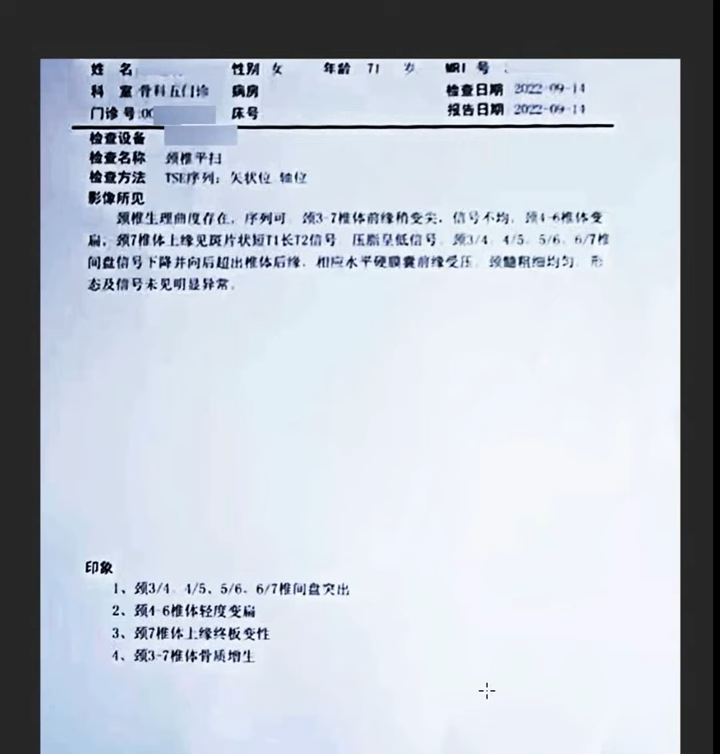 姓 名 性别 女 年龄 71 岁 MRI 号
科 室 骨科五门诊 病房 检查日期 2022-09-14
门诊号:00 床号 报告日期 2022-09-14
检查设备
检查名称 颈椎平扫
检查方法 TSE序列：矢状位 轴位
影像所见
颈椎生理曲度存在，序列可。颈3-7椎体前缘稍变尖，信号不均，颈4-6椎体变
扁，颈7椎体上缘见斑片状短T1长T2信号，压脂呈低信号。颈3/4、4/5、5/6、6/7椎
间盘信号下降并向后超出椎体后缘，相应水平硬膜囊前缘受压。颈髓粗细均匀，形
态及信号未见明显异常。
印象
1、颈3/4、4/5、5/6、6/7椎间盘突出
2、颈4-6椎体轻度变扁
3、颈7椎体上缘终板变性
4、颈3-7椎体骨质增生